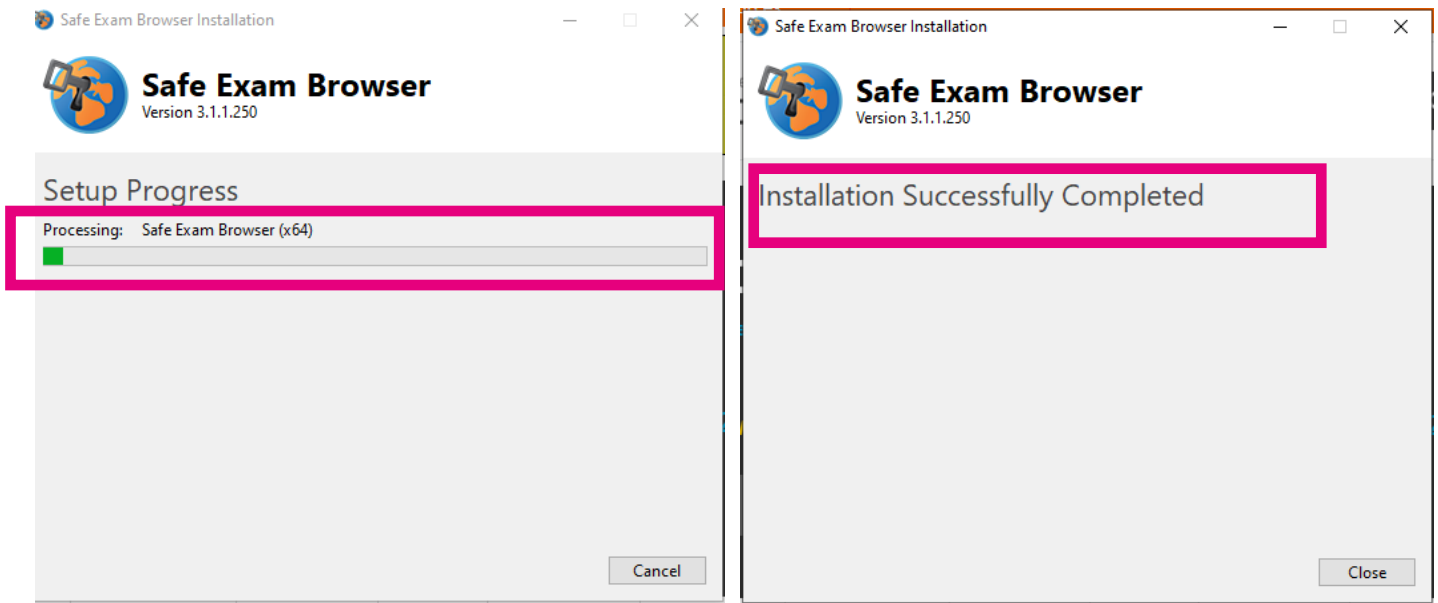 Safe Exam Browser Installation
Safe Exam Browser
Version 3.1.1.250
Setup Progress
Processing: Safe Exam Browser (x64)
Cancel
Safe Exam Browser Installation
Safe Exam Browser
Version 3.1.1.250
Installation Successfully Completed
Close